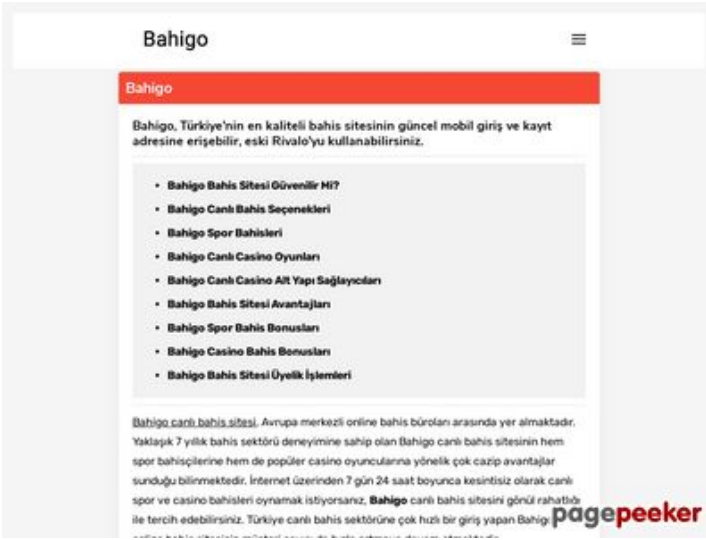 Bahigo
Bahigo
Bahigo, Türkiye'nin en kaliteli bahis sitesinin güncel mobil giriş ve kayıt
adresine erişebilir, eski Rivalo'yu kullanabilirsiniz.
• Bahigo Bahis Sitesi Güvenilir Mi?
• Bahigo Canlı Bahis Seçenekleri
• Bahigo Spor Bahisleri
• Bahigo Canlı Casino Oyunları
• Bahigo Canlı Casino Alt Yapı Sağlayıcıları
• Bahigo Bahis Sitesi Avantajları
• Bahigo Spor Bahis Bonusları
• Bahigo Casino Bahis Bonusları
• Bahigo Bahis Sitesi Üyelik İşlemleri
Bahigo canlı bahis sitesi, Avrupa merkezli online bahis büroları arasında yer almaktadır.
Yaklaşık 7 yıllık bahis sektörü deneyimine sahip olan Bahigo canlı bahis sitesinin hem
spor bahisçilerine hem de popüler casino oyuncularına yönelik çok cazip avantajlar
sunduğu bilinmektedir. İnternet üzerinden 7 gün 24 saat boyunca kesintisiz olarak canlı
spor ve casino bahisleri oynamak istiyorsanız, Bahigo canlı bahis sitesini gönül rahatlığı
ile tercih edebilirsiniz. Türkiye canlı bahis sektörüne çok hızlı bir giriş yapan Bahigo
pagepeeker